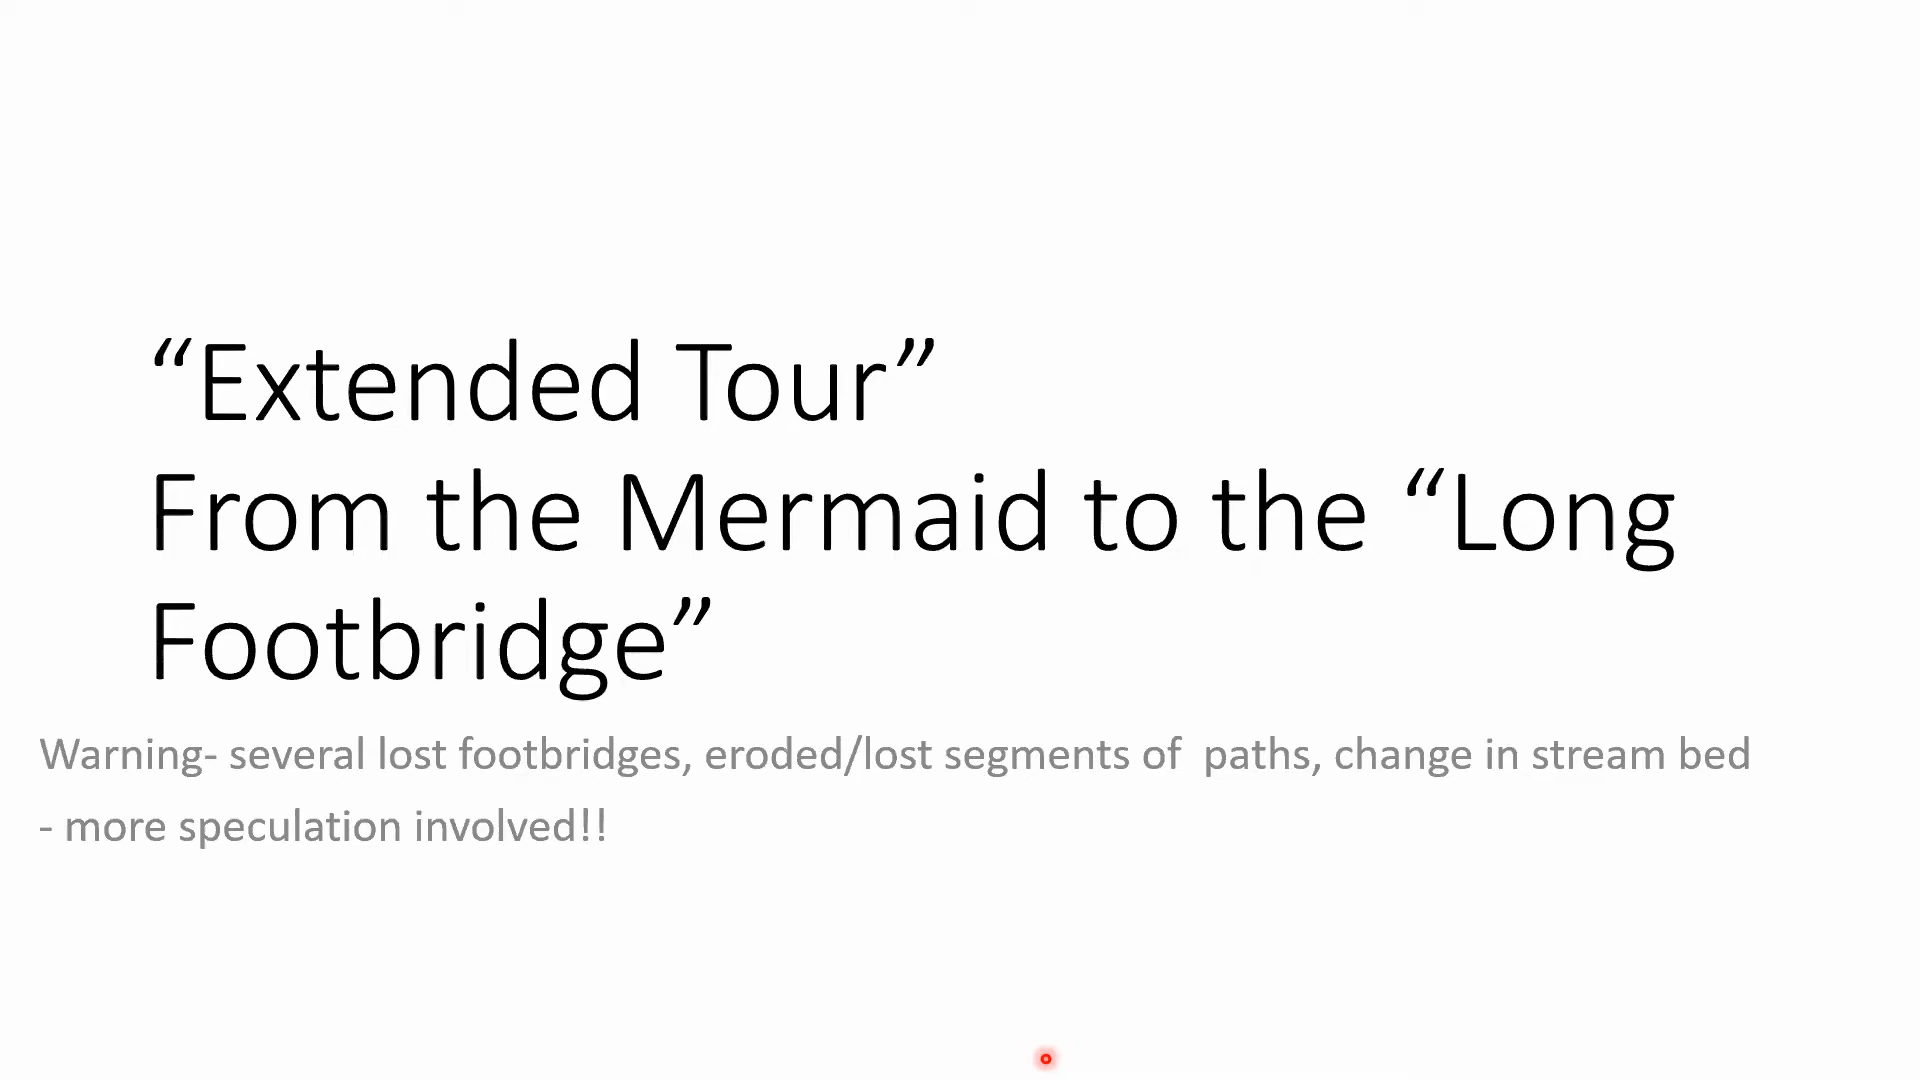 “Extended Tour”
From the Mermaid to the “Long
Footbridge”
Warning- several lost footbridges, eroded/lost segments of  paths, change in stream bed
- more speculation involved!!